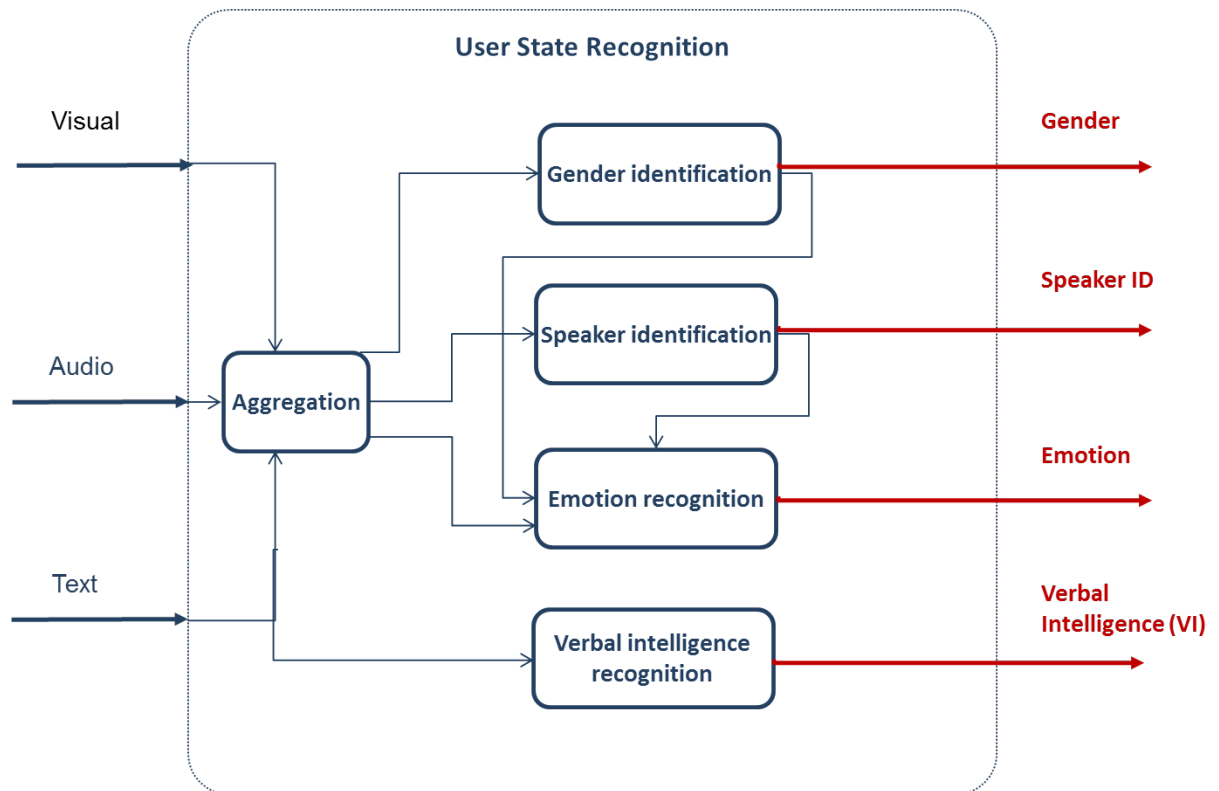 User State Recognition
Visual
Gender
Gender identification
Speaker ID
Speaker identification
Audio
Aggregation
Emotion
Emotion recognition
Text
Verbal
Intelligence (VI)
Verbal intelligence
recognition